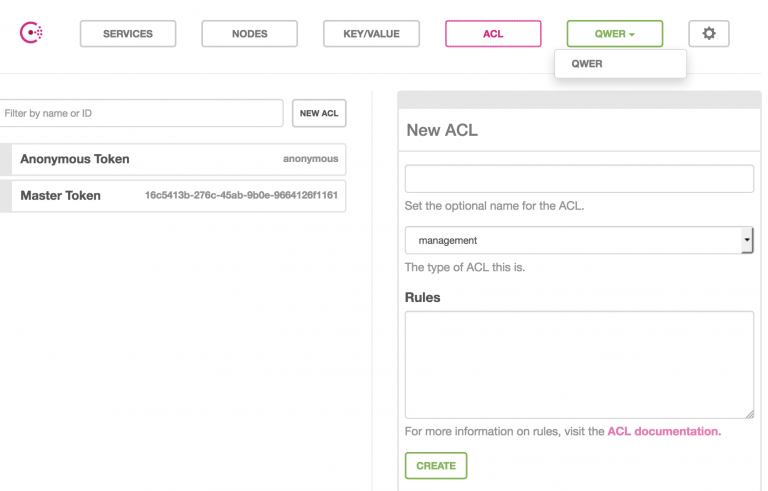 SERVICES
NODES
KEY/VALUE
ACL
QWER
QWER
Filter by name or ID
NEW ACL
Anonymous Token anonymous
Master Token 16c5413b-276c-45ab-9b0e-9664126f1161
New ACL
Set the optional name for the ACL.
management
The type of ACL this is.
Rules
For more information on rules, visit the ACL documentation.
CREATE